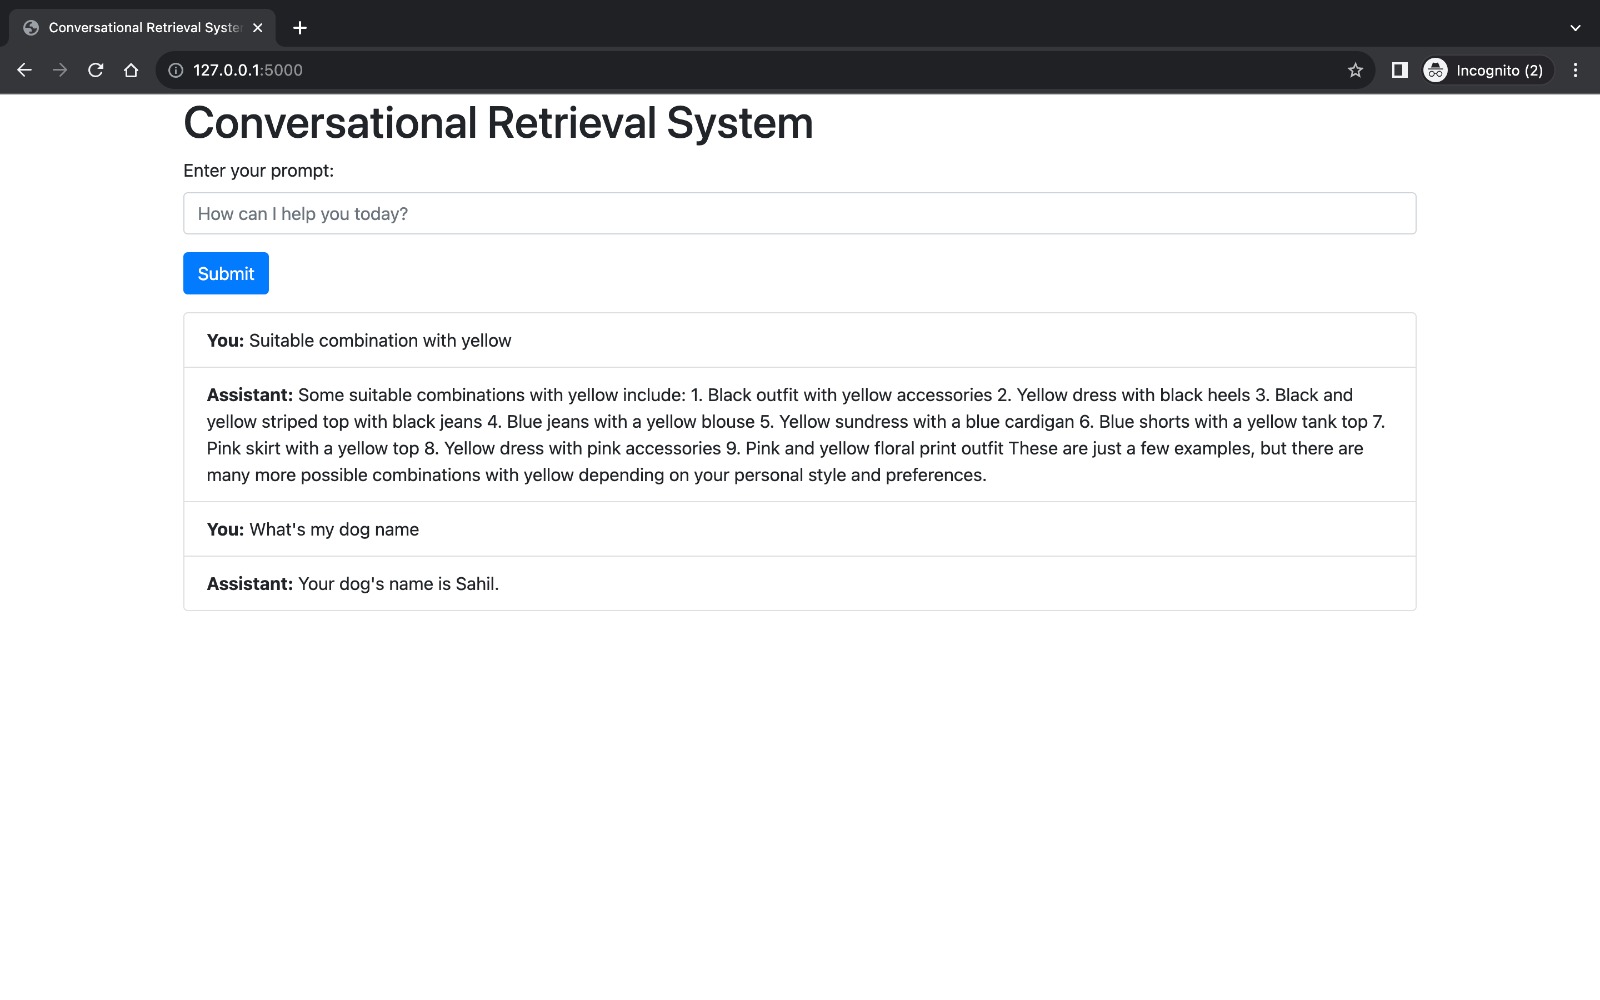 Conversational Retrieval Syste
127.0.0.1:5000
Incognito (2)
Conversational Retrieval System
Enter your prompt:
How can I help you today?
Submit
You: Suitable combination with yellow
Assistant: Some suitable combinations with yellow include: 1. Black outfit with yellow accessories 2. Yellow dress with black heels 3. Black and
yellow striped top with black jeans 4. Blue jeans with a yellow blouse 5. Yellow sundress with a blue cardigan 6. Blue shorts with a yellow tank top 7.
Pink skirt with a yellow top 8. Yellow dress with pink accessories 9. Pink and yellow floral print outfit These are just a few examples, but there are
many more possible combinations with yellow depending on your personal style and preferences.
You: What's my dog name
Assistant: Your dog's name is Sahil.